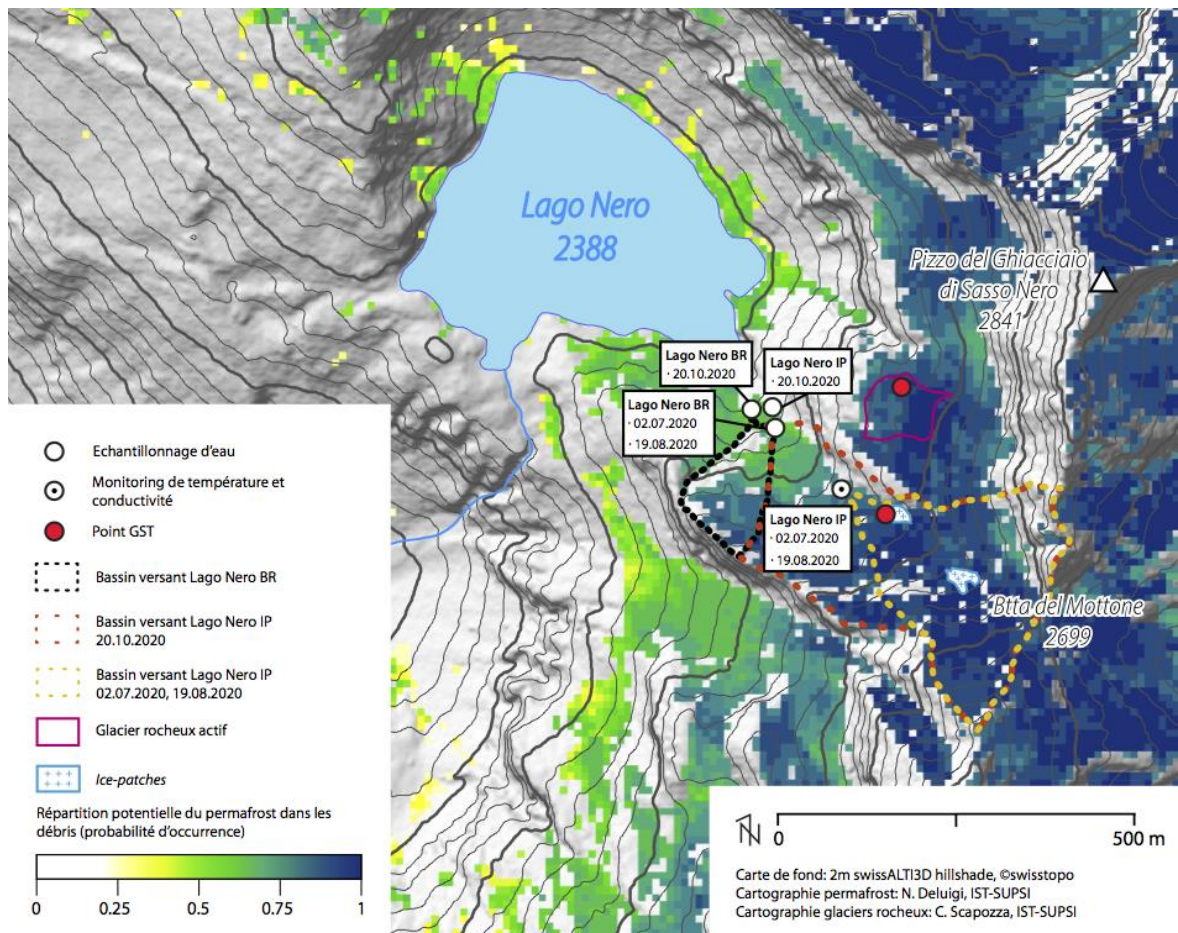 Lago Nero
2388
Pizzo del Ghiacciaio
di Sasso Nero
2841
Lago Nero BR
· 20.10.2020
Lago Nero IP
· 20.10.2020
Lago Nero BR
· 02.07.2020
· 19.08.2020
Lago Nero IP
· 02.07.2020
· 19.08.2020
Btta del Mottone
2699
Echantillonnage d'eau
Monitoring de température et
conductivité
Point GST
Bassin versant Lago Nero BR
Bassin versant Lago Nero IP
20.10.2020
Bassin versant Lago Nero IP
02.07.2020, 19.08.2020
Glacier rocheux actif
Ice-patches
Répartition potentielle du permafrost dans les
débris (probabilité d'occurrence)
0 0.25 0.5 0.75 1
N 0 500 m
Carte de fond: 2m swissALTI3D hillshade, ©swisstopo
Cartographie permafrost: N. Deluigi, IST-SUPSI
Cartographie glaciers rocheux: C. Scapozza, IST-SUPSI